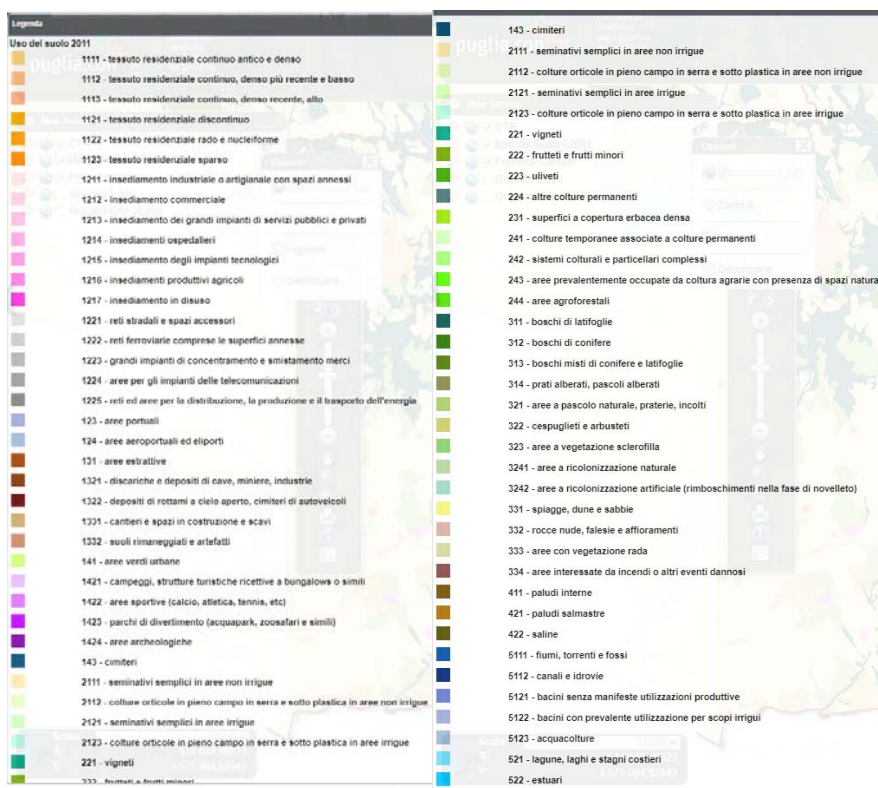 Legenda
Uso del suolo 2011
1111 - tessuto residenziale continuo antico e denso
1112 - tessuto residenziale continuo, denso più recente e basso
1113 - tessuto residenziale continuo, denso recente, alto
1121 - tessuto residenziale discontinuo
1122 - tessuto residenziale rado e nucleiforme
1123 - tessuto residenziale sparso
1211 - insediamento industriale o artigianale con spazi annessi
1212 - insediamento commerciale
1213 - insediamento dei grandi impianti di servizi pubblici e privati
1214 - insediamenti ospedalieri
1215 - insediamento degli impianti tecnologici
1216 - insediamenti produttivi agricoli
1217 - insediamento in disuso
1221 - reti stradali e spazi accessori
1222 - reti ferroviarie comprese le superfici annesse
1223 - grandi impianti di concentramento e smistamento merci
1224 - aree per gli impianti delle telecomunicazioni
1225 - reti ed aree per la distribuzione, la produzione e il trasporto dell'energia
123 - aree portuali
124 - aree aeroportuali ed eliporti
131 - aree estrattive
1321 - discariche e depositi di cave, miniere, industrie
1322 - depositi di rottami a cielo aperto, cimiteri di autoveicoli
1331 - cantieri e spazi in costruzione e scavi
1332 - suoli rimaneggiati e artefatti
141 - aree verdi urbane
1421 - campeggi, strutture turistiche ricettive a bungalows o simili
1422 - aree sportive (calcio, atletica, tennis, etc)
1423 - parchi di divertimento (acquapark, zoosafari e simili)
1424 - aree archeologiche
143 - cimiteri
2111 - seminativi semplici in aree non irrigue
2112 - colture orticole in pieno campo in serra e sotto plastica in aree non irrigue
2121 - seminativi semplici in aree irrigue
2123 - colture orticole in pieno campo in serra e sotto plastica in aree irrigue
221 - vigneti
222 - frutteti e frutti minori
143 - cimiteri
2111 - seminativi semplici in aree non irrigue
2112 - colture orticole in pieno campo in serra e sotto plastica in aree non irrigue
2121 - seminativi semplici in aree irrigue
2123 - colture orticole in pieno campo in serra e sotto plastica in aree irrigue
221 - vigneti
222 - frutteti e frutti minori
223 - uliveti
224 - altre colture permanenti
231 - superfici a copertura erbacea densa
241 - colture temporanee associate a colture permanenti
242 - sistemi colturali e particellari complessi
243 - aree prevalentemente occupate da coltura agrarie con presenza di spazi natura
244 - aree agroforestali
311 - boschi di latifoglie
312 - boschi di conifere
313 - boschi misti di conifere e latifoglie
314 - prati alberati, pascoli alberati
321 - aree a pascolo naturale, praterie, incolti
322 - cespuglieti e arbusteti
323 - aree a vegetazione sclerofilla
3241 - aree a ricolonizzazione naturale
3242 - aree a ricolonizzazione artificiale (rimboschimenti nella fase di novelleto)
331 - spiagge, dune e sabbie
332 - rocce nude, falesie e affioramenti
333 - aree con vegetazione rada
334 - aree interessate da incendi o altri eventi dannosi
411 - paludi interne
421 - paludi salmastre
422 - saline
5111 - fiumi, torrenti e fossi
5112 - canali e idrovie
5121 - bacini senza manifeste utilizzazioni produttive
5122 - bacini con prevalente utilizzazione per scopi irrigui
5123 - acquacolture
521 - lagune, laghi e stagni costieri
522 - estuari